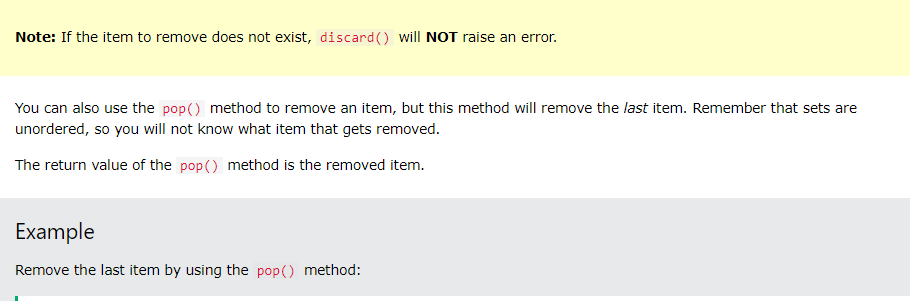 Note: If the item to remove does not exist, discard() will NOT raise an error.
You can also use the pop() method to remove an item, but this method will remove the last item. Remember that sets are
unordered, so you will not know what item that gets removed.
The return value of the pop() method is the removed item.
Example
Remove the last item by using the pop() method: